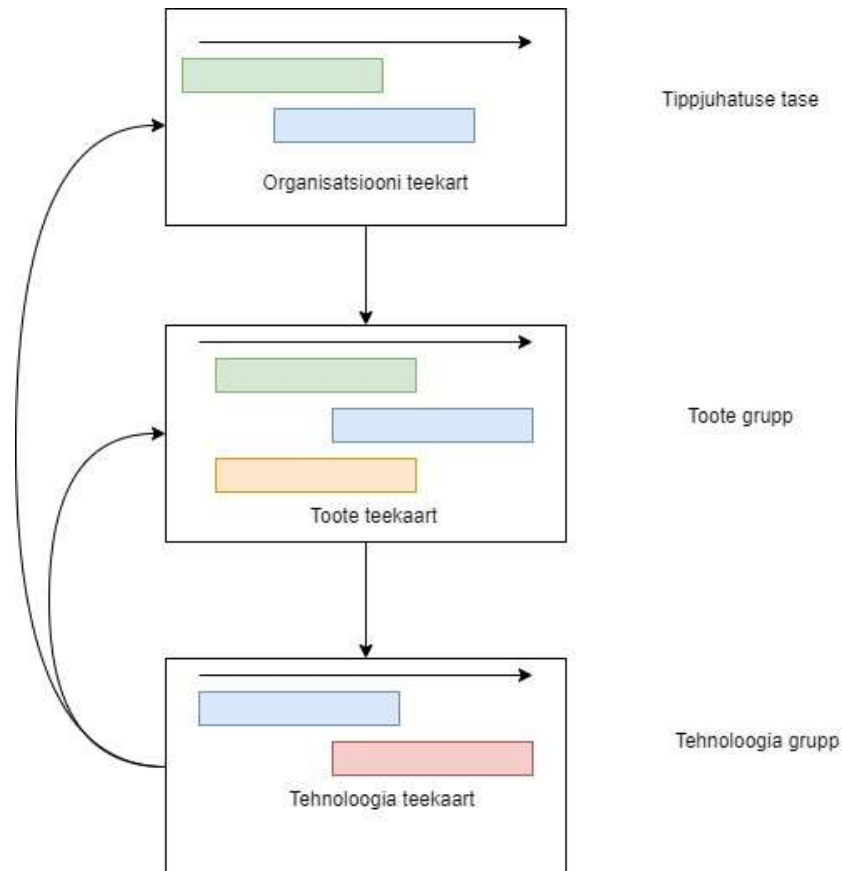 Tippjuhatuse tase
Organisatsiooni teekart
Toote grupp
Toote teekaart
Tehnoloogia grupp
Tehnoloogia teekaart